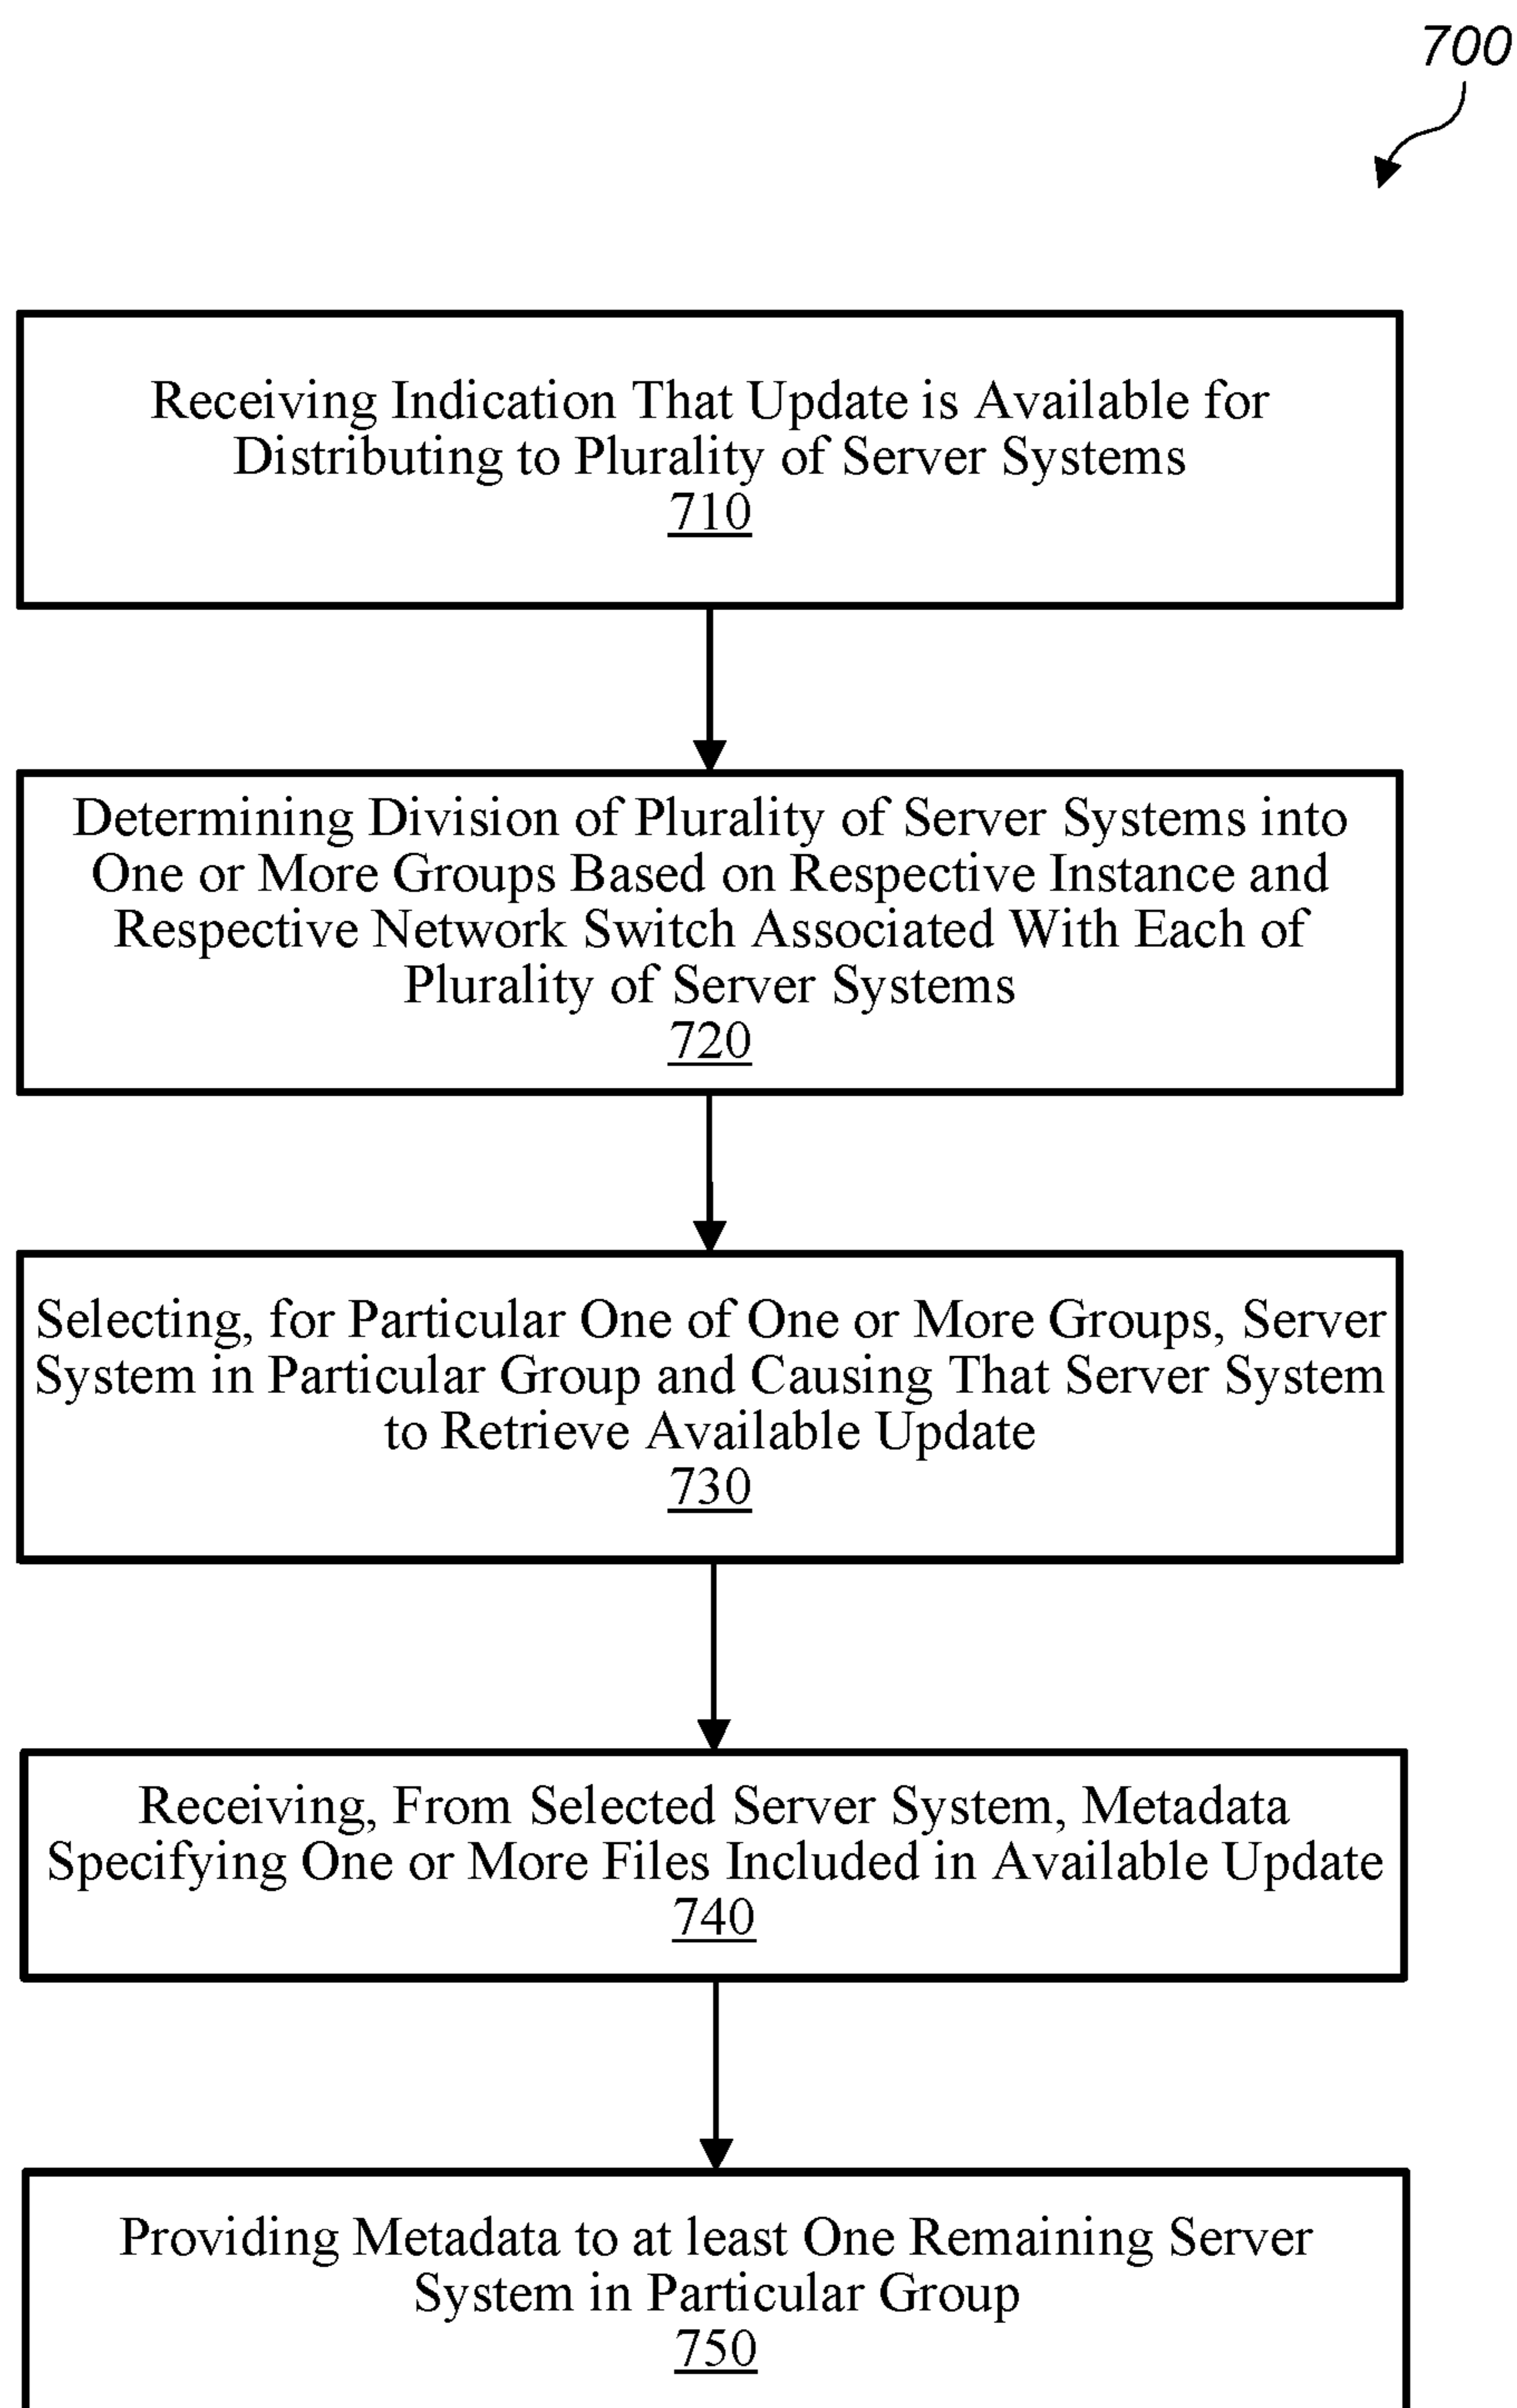 700
Receiving Indication That Update is Available for
Distributing to Plurality of Server Systems
710
Determining Division of Plurality of Server Systems into
One or More Groups Based on Respective Instance and
Respective Network Switch Associated With Each of
Plurality of Server Systems
720
Selecting, for Particular One of One or More Groups, Server
System in Particular Group and Causing That Server System
to Retrieve Available Update
730
Receiving, From Selected Server System, Metadata
Specifying One or More Files Included in Available Update
740
Providing Metadata to at least One Remaining Server
System in Particular Group
750